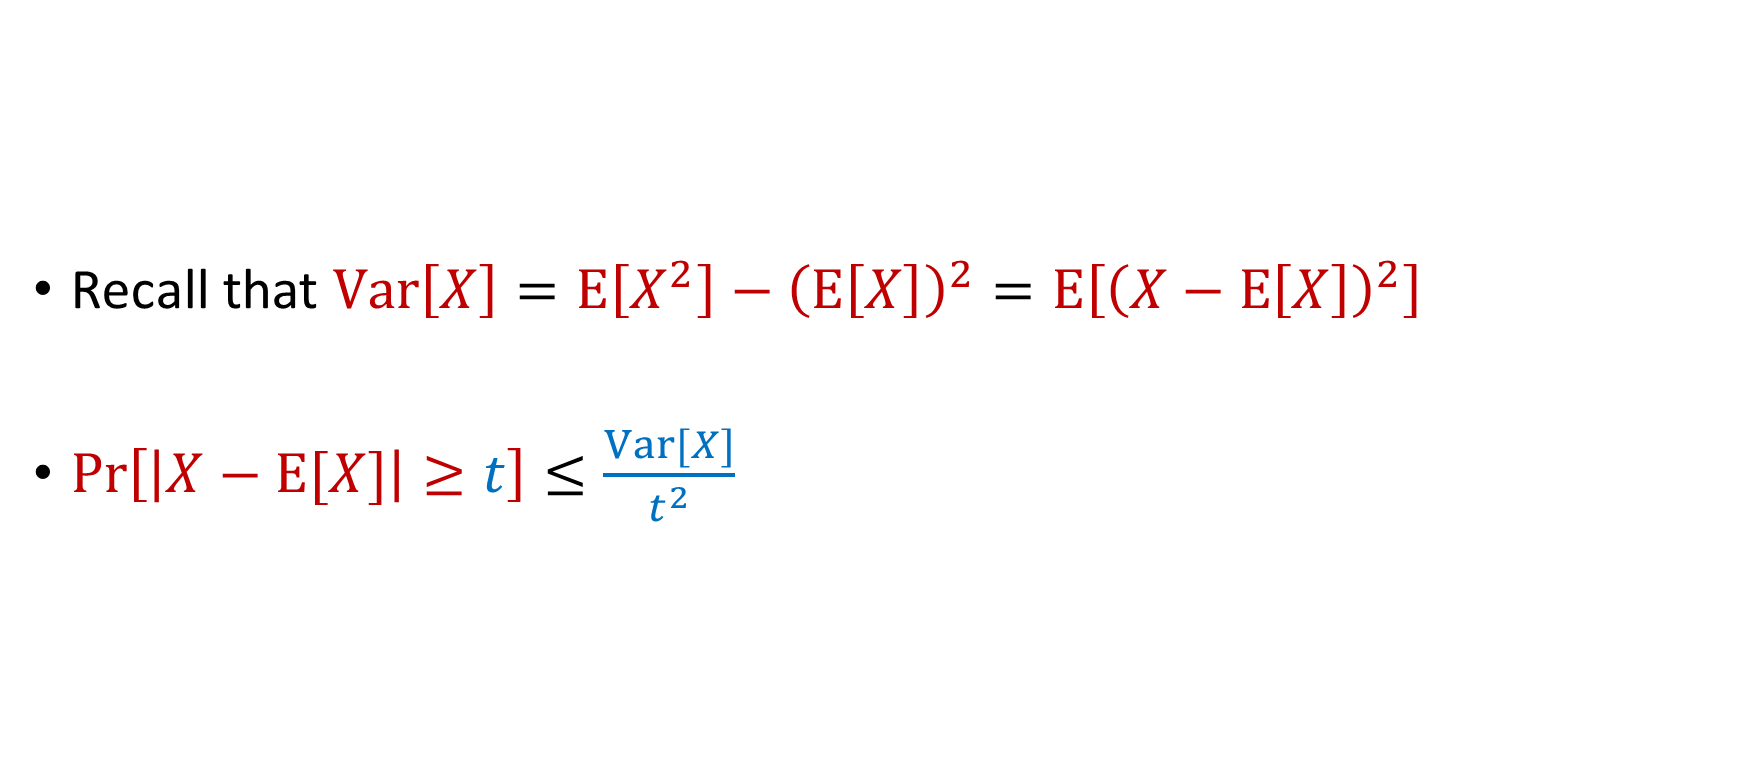 • Recall that Var[X] = E[X²] − (E[X])² = E[(X − E[X])²]
• Pr[|X − E[X]| ≥ t] ≤ Var[X]/t²